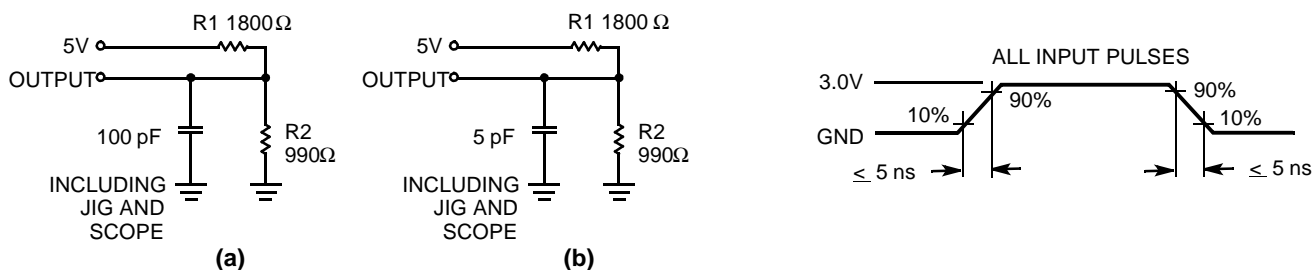 R1 1800Ω
5V
OUTPUT
100 pF
R2
990Ω
INCLUDING
JIG AND
SCOPE
(a)
R1 1800Ω
5V
OUTPUT
5 pF
R2
990Ω
INCLUDING
JIG AND
SCOPE
(b)
ALL INPUT PULSES
3.0V
90%
90%
10%
10%
GND
≤ 5 ns
≤ 5 ns